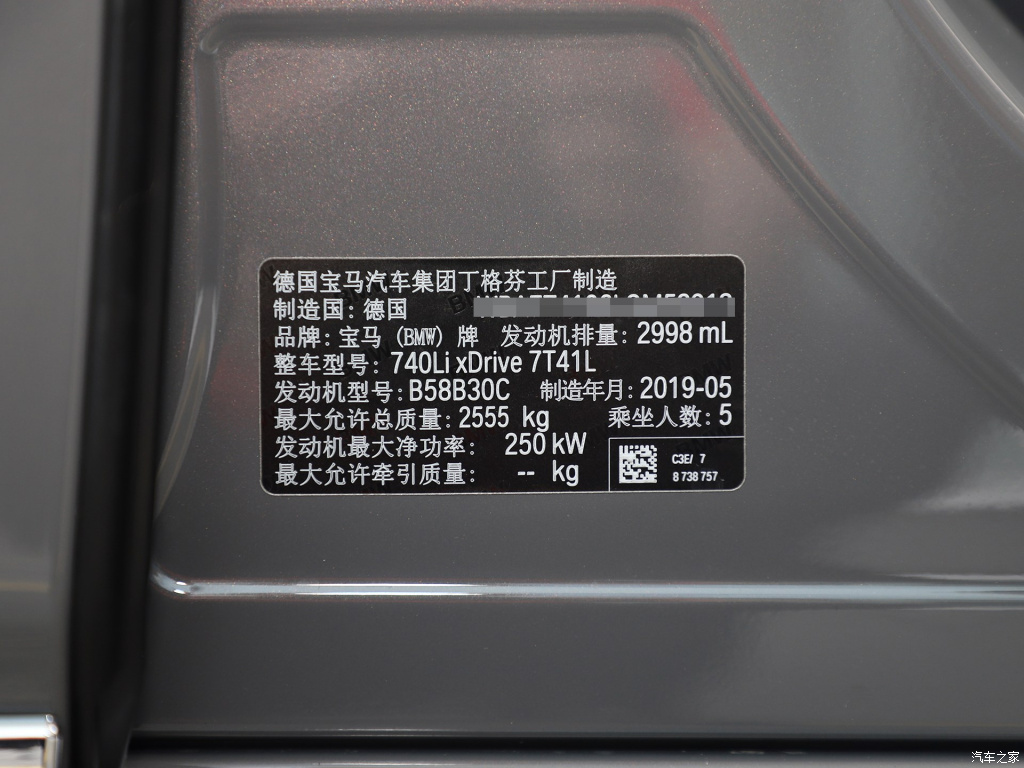 德国宝马汽车集团丁格芬工厂制造
制造国：德国
品牌：宝马 (BMW) 牌 发动机排量：2998 mL
整车型号：740Li xDrive 7T41L
发动机型号：B58B30C 制造年月：2019-05
最大允许总质量：2555 kg 乘坐人数：5
发动机最大净功率： 250 kW
最大允许牵引质量： -- kg
C3E/ 7
8 738 757
汽车之家